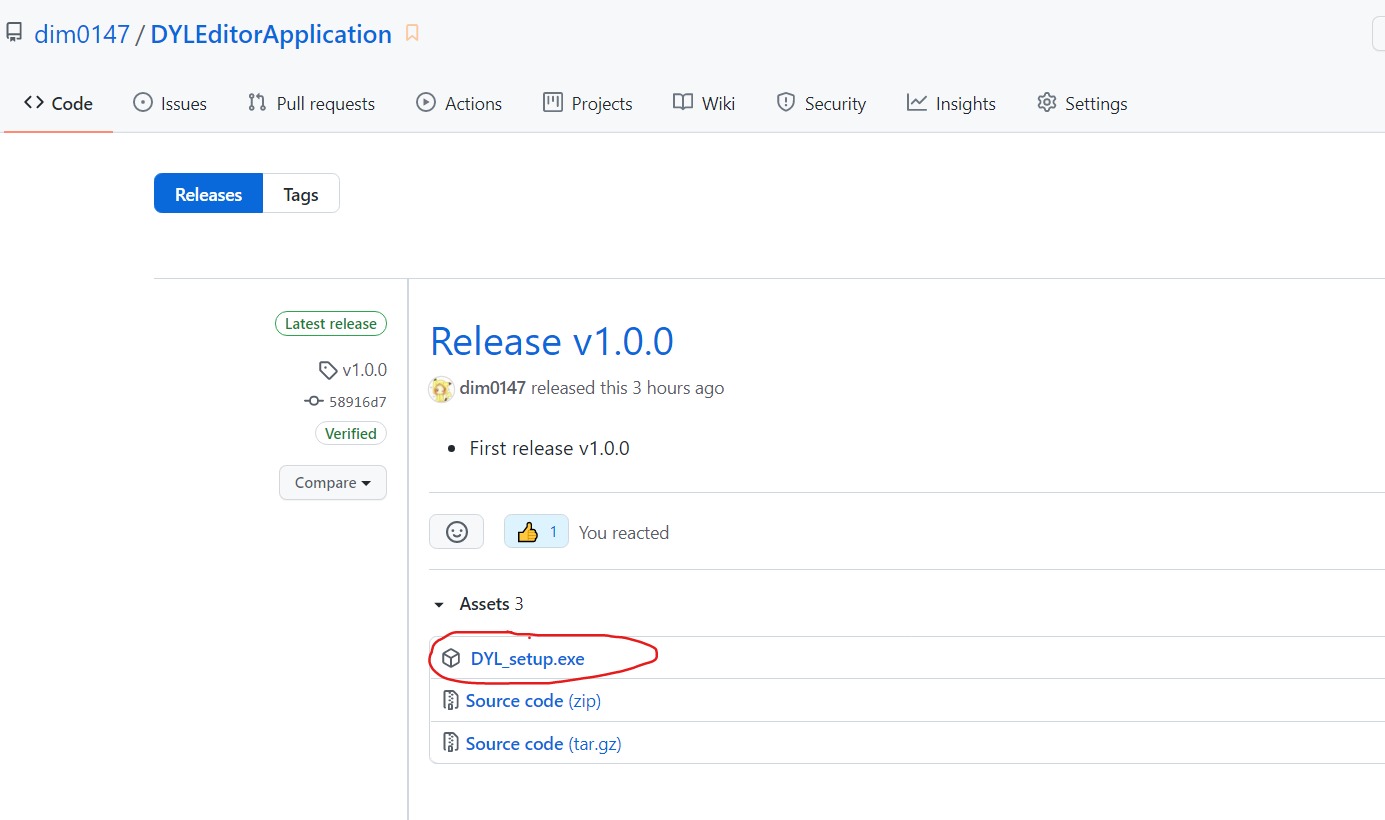 dim0147 / DYLEditorApplication
Code Issues Pull requests Actions Projects Wiki Security Insights Settings
Releases Tags
Latest release
v1.0.0
58916d7
Verified
Compare
Release v1.0.0
dim0147 released this 3 hours ago
• First release v1.0.0
👍 1 You reacted
Assets 3
DYL_setup.exe
Source code (zip)
Source code (tar.gz)